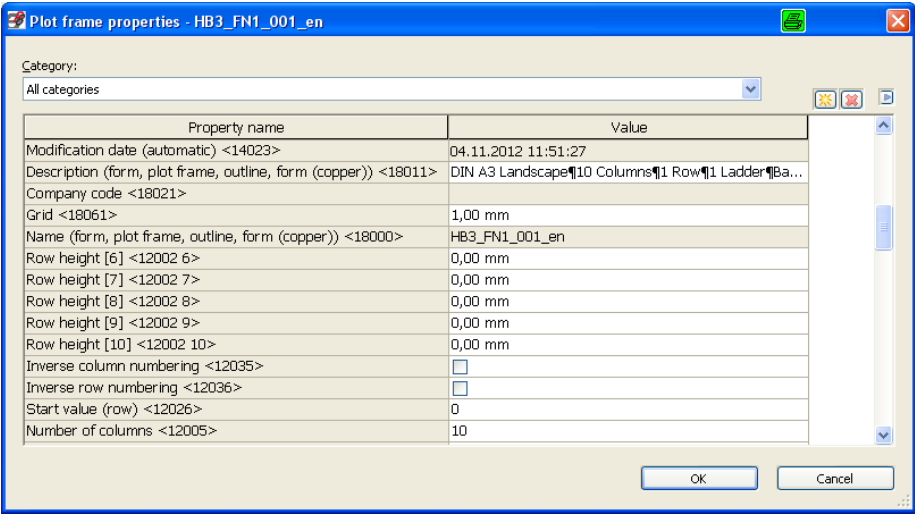 Plot frame properties - HB3_FN1_001_en
Category:
All categories
Property name Value
Modification date (automatic) <14023> 04.11.2012 11:51:27
Description (form, plot frame, outline, form (copper)) <18011> DIN A3 Landscape¶10 Columns¶1 Row¶1 Ladder¶Ba...
Company code <18021>
Grid <18061> 1,00 mm
Name (form, plot frame, outline, form (copper)) <18000> HB3_FN1_001_en
Row height [6] <12002 6> 0,00 mm
Row height [7] <12002 7> 0,00 mm
Row height [8] <12002 8> 0,00 mm
Row height [9] <12002 9> 0,00 mm
Row height [10] <12002 10> 0,00 mm
Inverse column numbering <12035>
Inverse row numbering <12036>
Start value (row) <12026> 0
Number of columns <12005> 10
OK Cancel